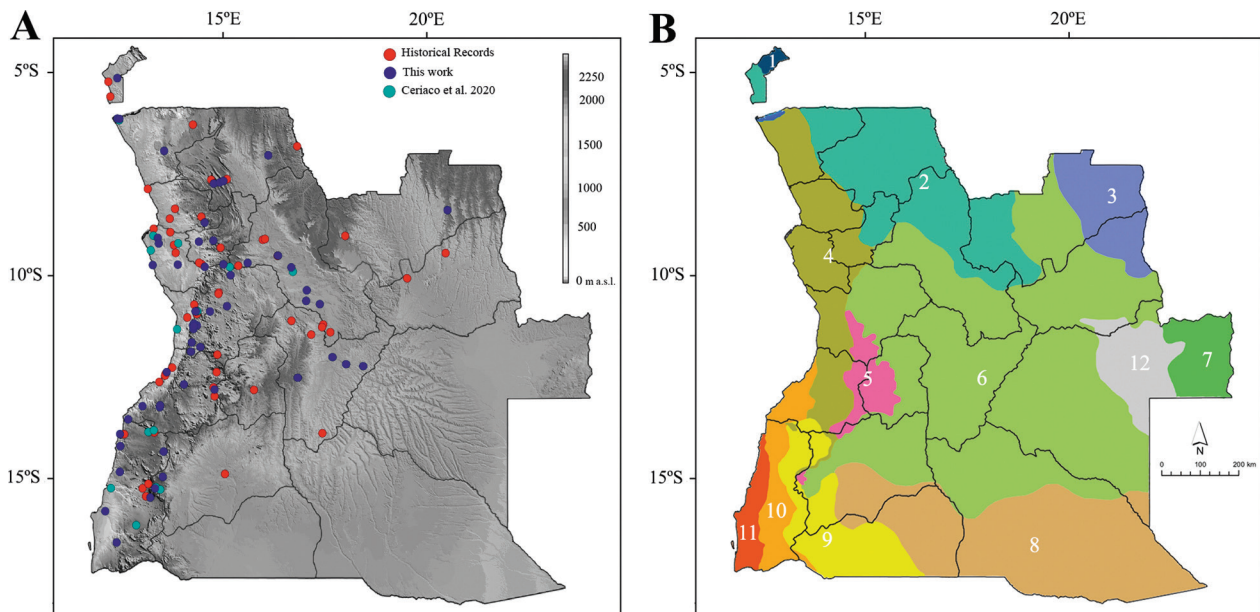 A
15ºE
20ºE
5ºS
10ºS
15ºS
Historical Records
This work
Ceriaco et al. 2020
2250
2000
1500
1000
500
0 m a.s.l.
B
15ºE
20ºE
5ºS
10ºS
15ºS
1
2
3
4
5
6
12
7
8
9
10
11
N
0 100 200 km